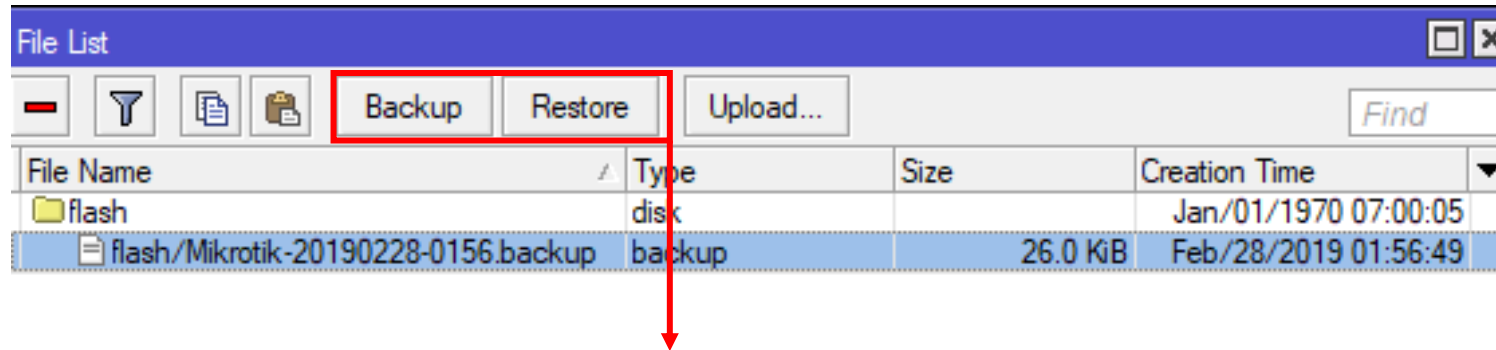 File List
Backup Restore Upload... Find
File Name Type Size Creation Time
flash disk Jan/01/1970 07:00:05
flash/Mikrotik-20190228-0156.backup backup 26.0 KiB Feb/28/2019 01:56:49